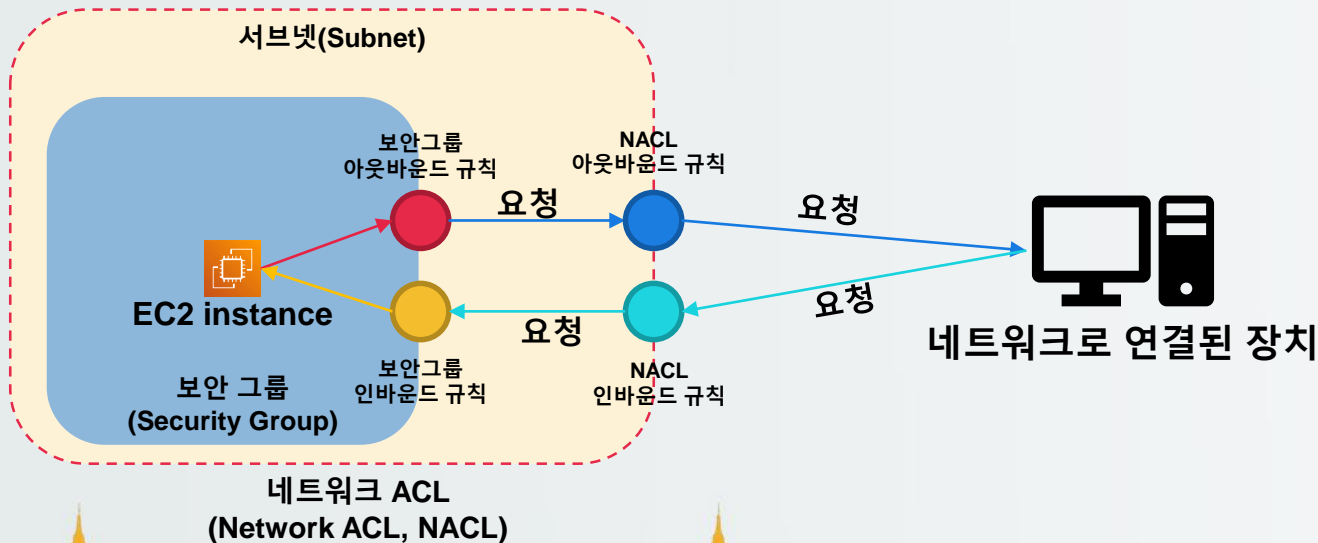 서브넷(Subnet)
보안그룹
아웃바운드 규칙
NACL
아웃바운드 규칙
요청
요청
EC2 instance
요청
요청
네트워크로 연결된 장치
보안그룹
인바운드 규칙
NACL
인바운드 규칙
보안 그룹
(Security Group)
네트워크 ACL
(Network ACL, NACL)